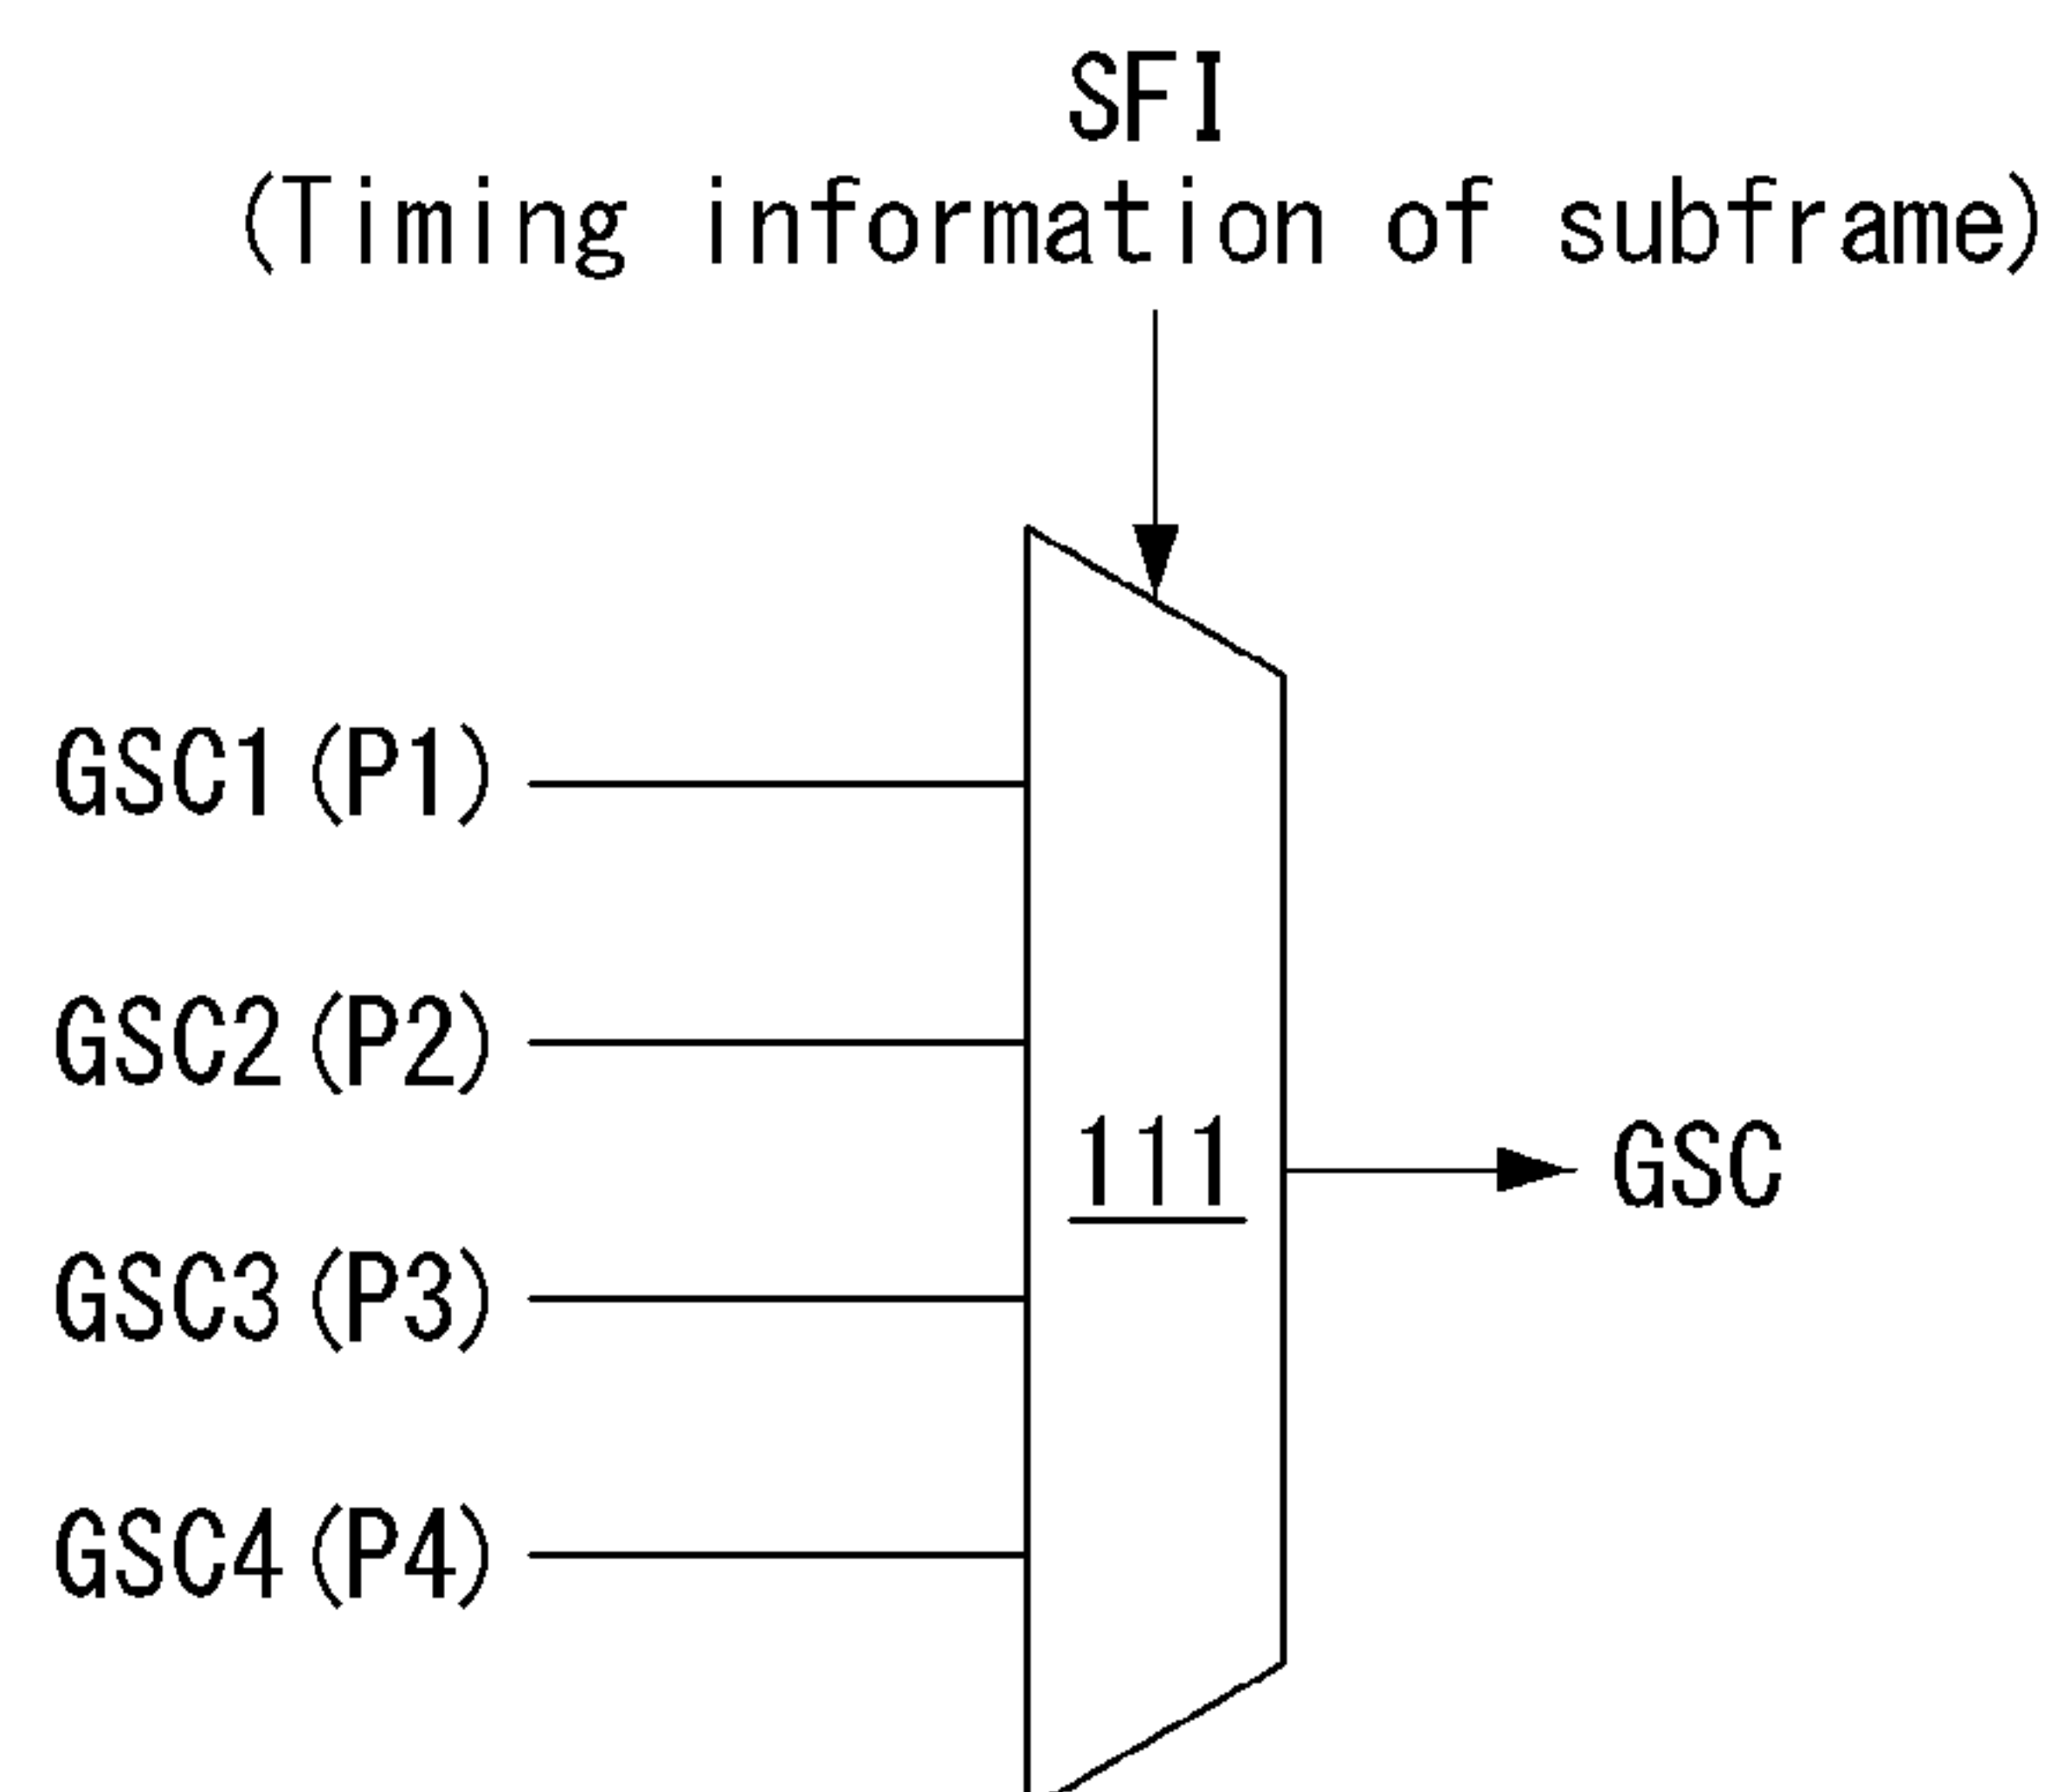 SFI
(Timing information of subframe)
GSC1(P1)
GSC2(P2)
111
GSC
GSC3(P3)
GSC4(P4)